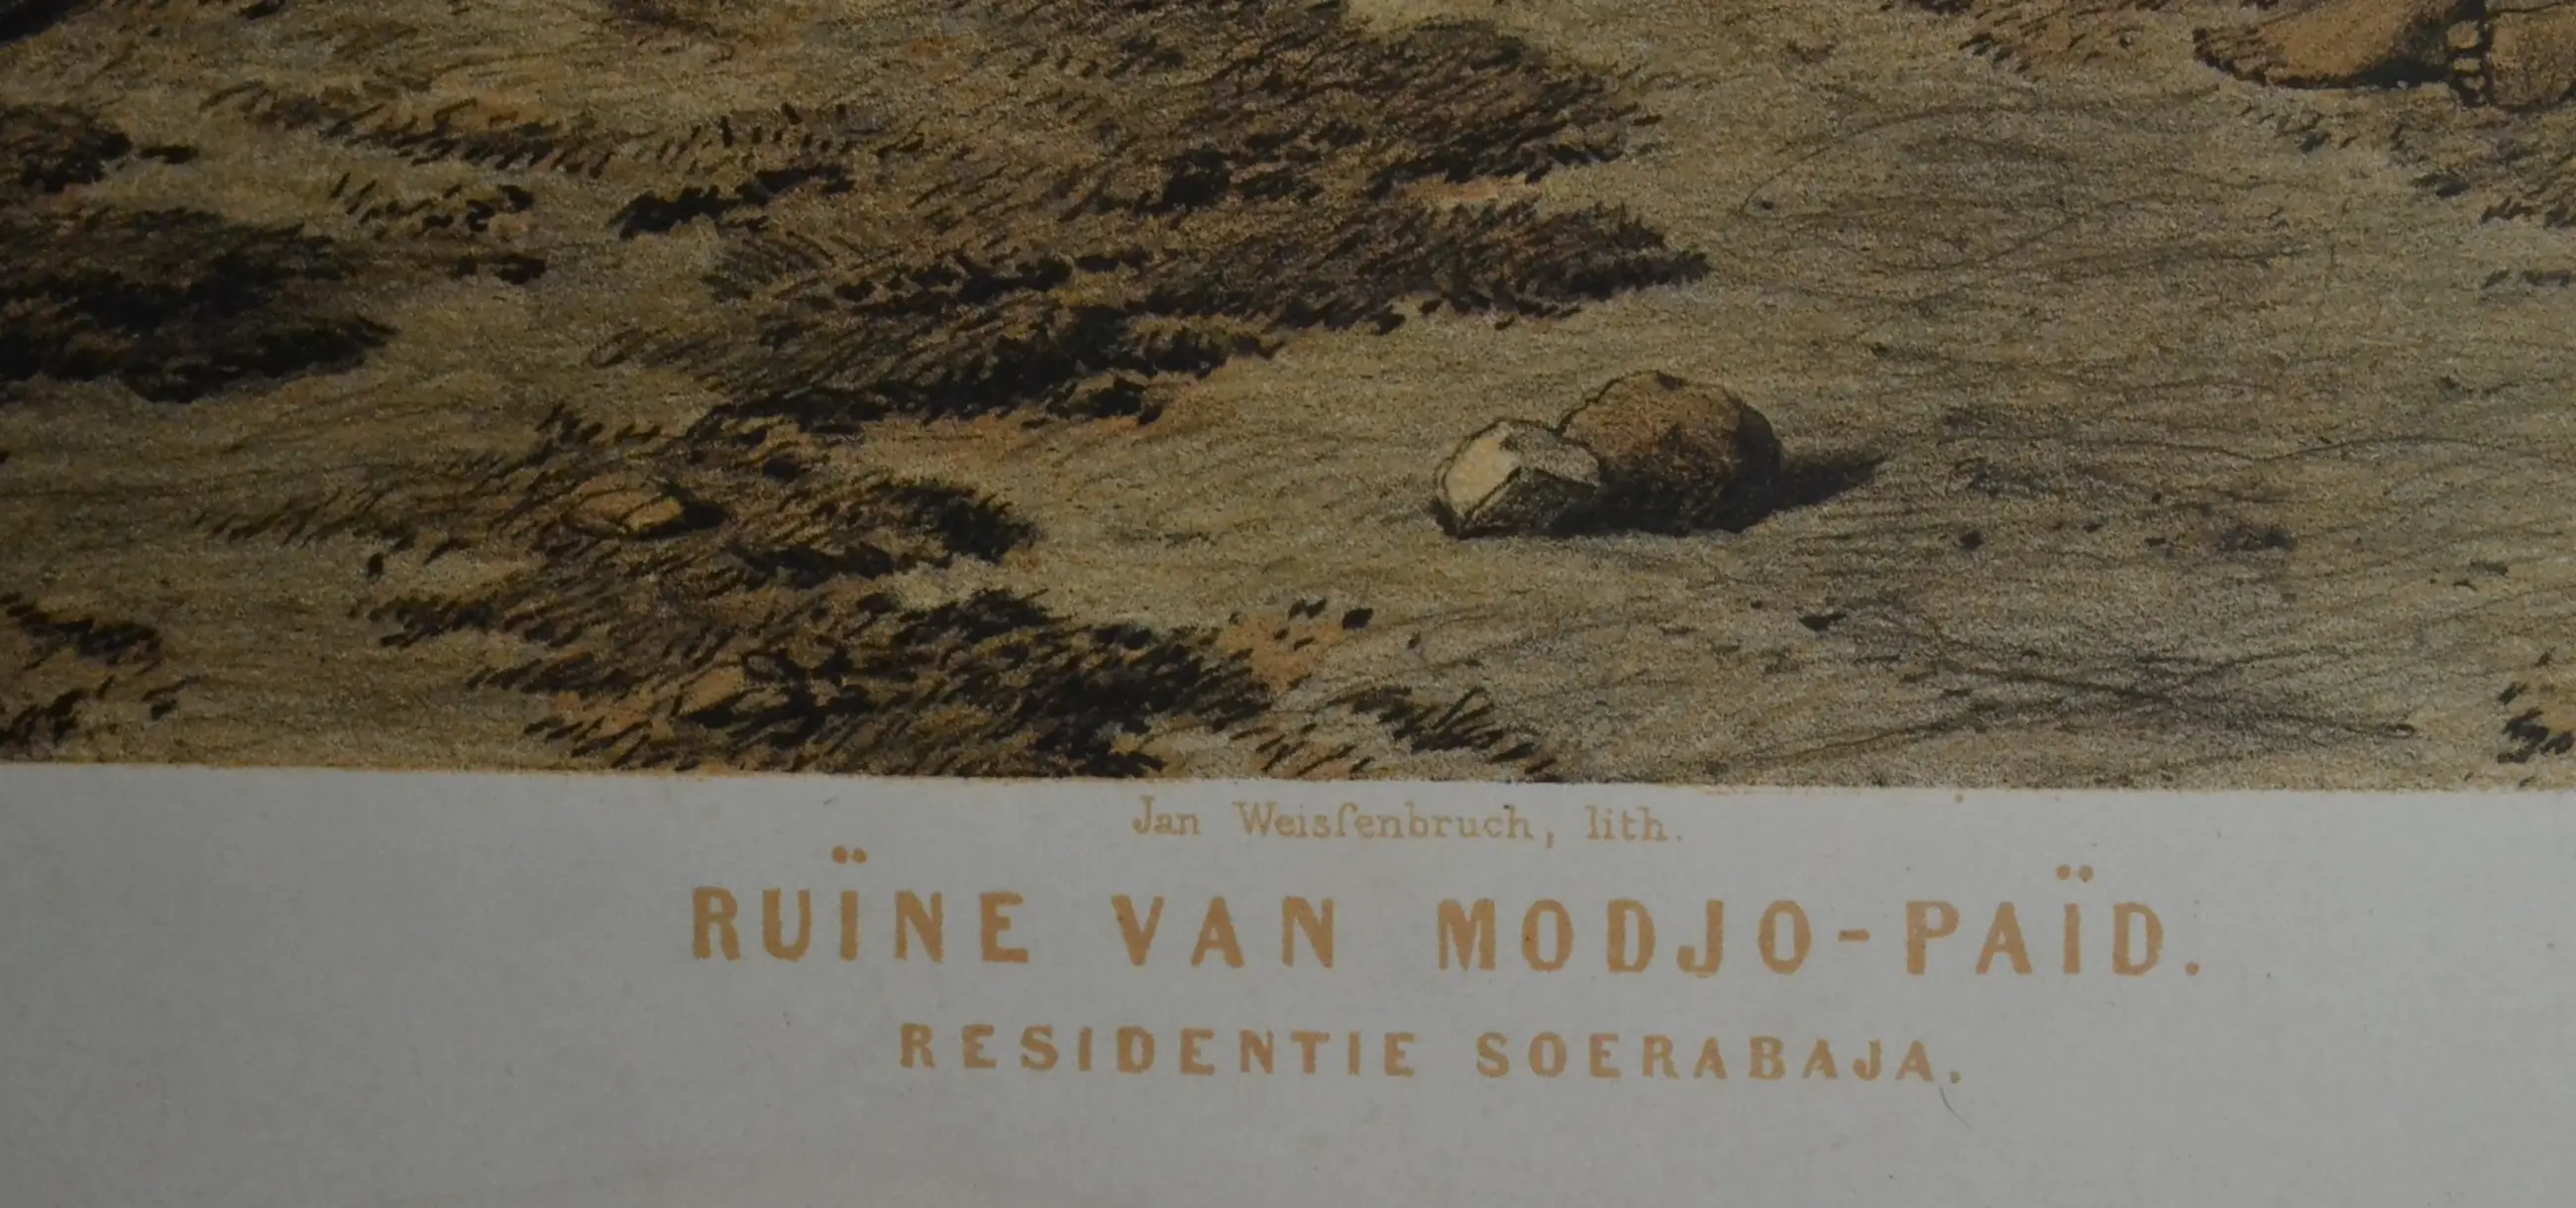 Jan Weisſenbruch, lith.
RUÏNE VAN MODJO-PAÏD.
RESIDENTIE SOERABAJA.